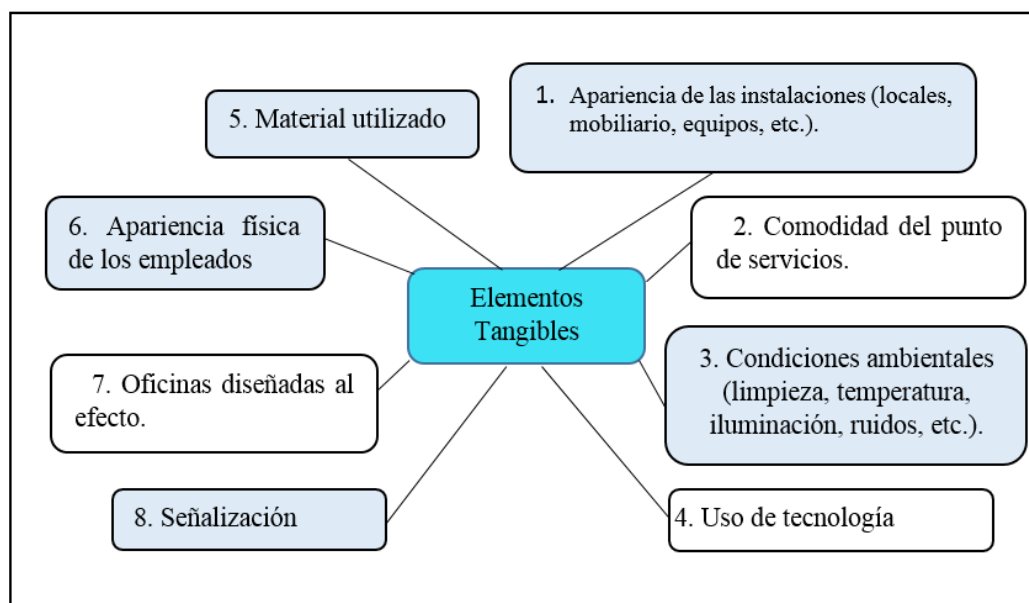 1. Apariencia de las instalaciones (locales,
mobiliario, equipos, etc.).
5. Material utilizado
6. Apariencia física
de los empleados
2. Comodidad del punto
de servicios.
Elementos
Tangibles
3. Condiciones ambientales
(limpieza, temperatura,
iluminación, ruidos, etc.).
7. Oficinas diseñadas al
efecto.
8. Señalización
4. Uso de tecnología